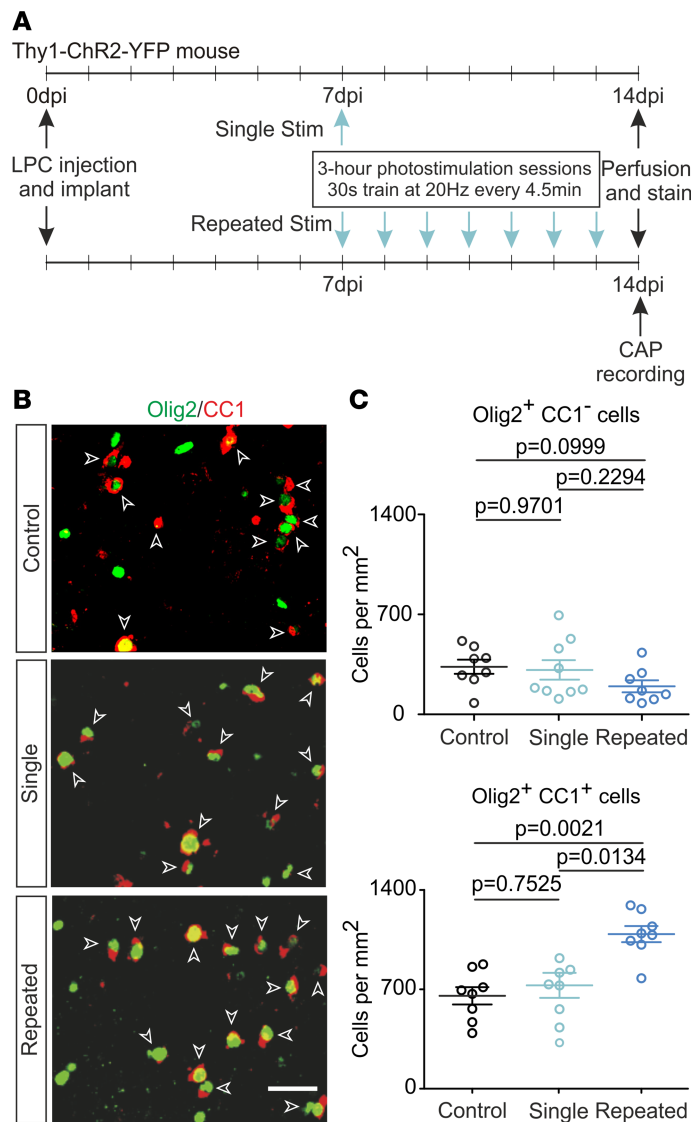 A
Thy1-ChR2-YFP mouse
0dpi 7dpi 14dpi
Single Stim
LPC injection
and implant
3-hour photostimulation sessions
30s train at 20Hz every 4.5min
Perfusion
and stain
Repeated Stim
7dpi 14dpi
CAP
recording
B
Olig2/CC1
Control
Single
Repeated
C
Olig2+ CC1- cells
p=0.0999
p=0.2294
p=0.9701
1400
700
0
Cells per mm2
Control Single Repeated
Olig2+ CC1+ cells
p=0.0021
p=0.0134
p=0.7525
1400
700
0
Cells per mm2
Control Single Repeated